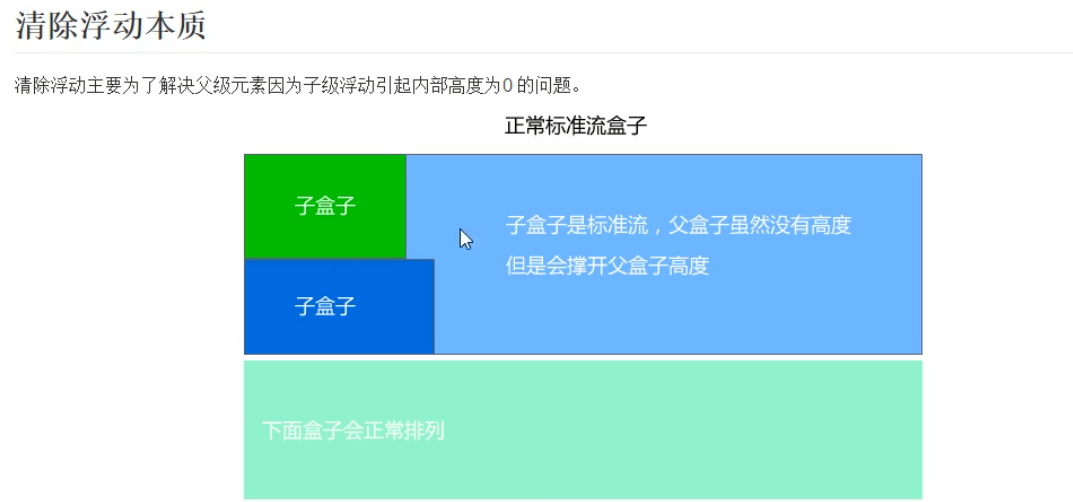 清除浮动本质
清除浮动主要为了解决父级元素因为子级浮动引起内部高度为0 的问题。
正常标准流盒子
子盒子
子盒子是标准流，父盒子虽然没有高度
但是会撑开父盒子高度
子盒子
下面盒子会正常排列